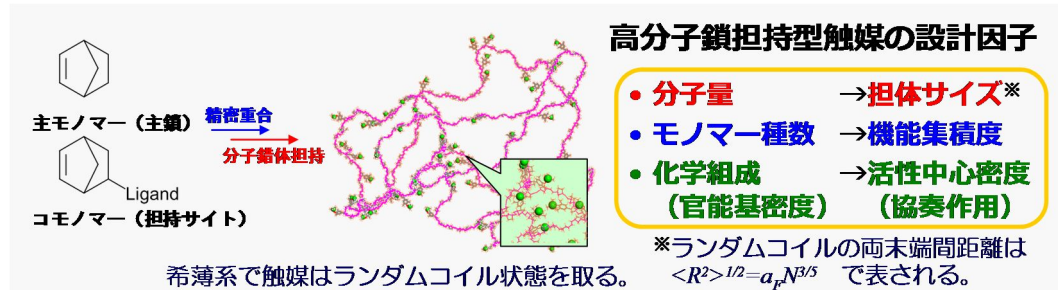 高分子鎖担持型触媒の設計因子
主モノマー（主鎖）
精密重合
分子錯体担持
Ligand
コモノマー（担持サイト）
• 分子量 →担体サイズ※
• モノマー種数 →機能集積度
• 化学組成 →活性中心密度
（官能基密度） （協奏作用）
※ランダムコイルの両末端間距離は
<R²>¹/²=aFN³/⁵ で表される。
希薄系で触媒はランダムコイル状態を取る。